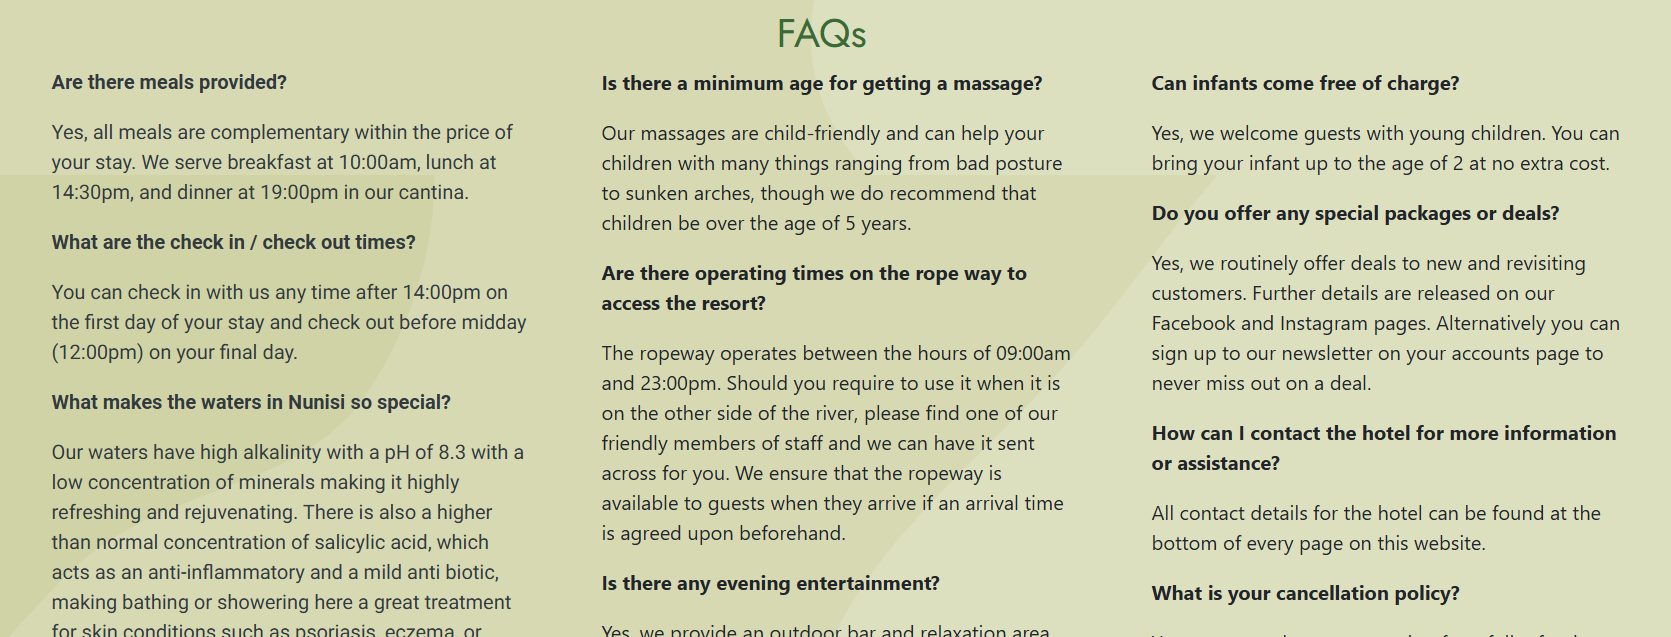 FAQs
Are there meals provided?
Yes, all meals are complementary within the price of
your stay. We serve breakfast at 10:00am, lunch at
14:30pm, and dinner at 19:00pm in our cantina.
What are the check in / check out times?
You can check in with us any time after 14:00pm on
the first day of your stay and check out before midday
(12:00pm) on your final day.
What makes the waters in Nunisi so special?
Our waters have high alkalinity with a pH of 8.3 with a
low concentration of minerals making it highly
refreshing and rejuvenating. There is also a higher
than normal concentration of salicylic acid, which
acts as an anti-inflammatory and a mild anti biotic,
making bathing or showering here a great treatment
for skin conditions such as psoriasis, eczema, or
Is there a minimum age for getting a massage?
Our massages are child-friendly and can help your
children with many things ranging from bad posture
to sunken arches, though we do recommend that
children be over the age of 5 years.
Are there operating times on the rope way to
access the resort?
The ropeway operates between the hours of 09:00am
and 23:00pm. Should you require to use it when it is
on the other side of the river, please find one of our
friendly members of staff and we can have it sent
across for you. We ensure that the ropeway is
available to guests when they arrive if an arrival time
is agreed upon beforehand.
Is there any evening entertainment?
Yes, we provide an outdoor bar and relaxation area
Can infants come free of charge?
Yes, we welcome guests with young children. You can
bring your infant up to the age of 2 at no extra cost.
Do you offer any special packages or deals?
Yes, we routinely offer deals to new and revisiting
customers. Further details are released on our
Facebook and Instagram pages. Alternatively you can
sign up to our newsletter on your accounts page to
never miss out on a deal.
How can I contact the hotel for more information
or assistance?
All contact details for the hotel can be found at the
bottom of every page on this website.
What is your cancellation policy?